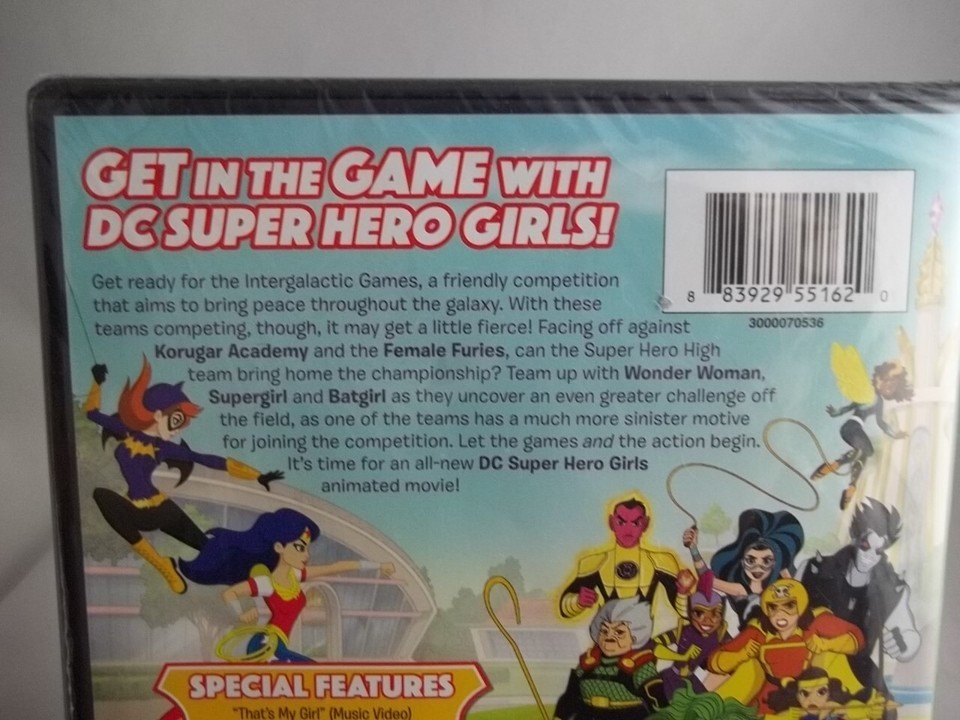 GET IN THE GAME WITH
DC SUPER HERO GIRLS!
Get ready for the Intergalactic Games, a friendly competition
that aims to bring peace throughout the galaxy. With these
teams competing, though, it may get a little fierce! Facing off against
Korugar Academy and the Female Furies, can the Super Hero High
team bring home the championship? Team up with Wonder Woman,
Supergirl and Batgirl as they uncover an even greater challenge off
the field, as one of the teams has a much more sinister motive
for joining the competition. Let the games and the action begin.
It's time for an all-new DC Super Hero Girls
animated movie!
8 83929 55162 0
3000070536
SPECIAL FEATURES
"That's My Girl" (Music Video)